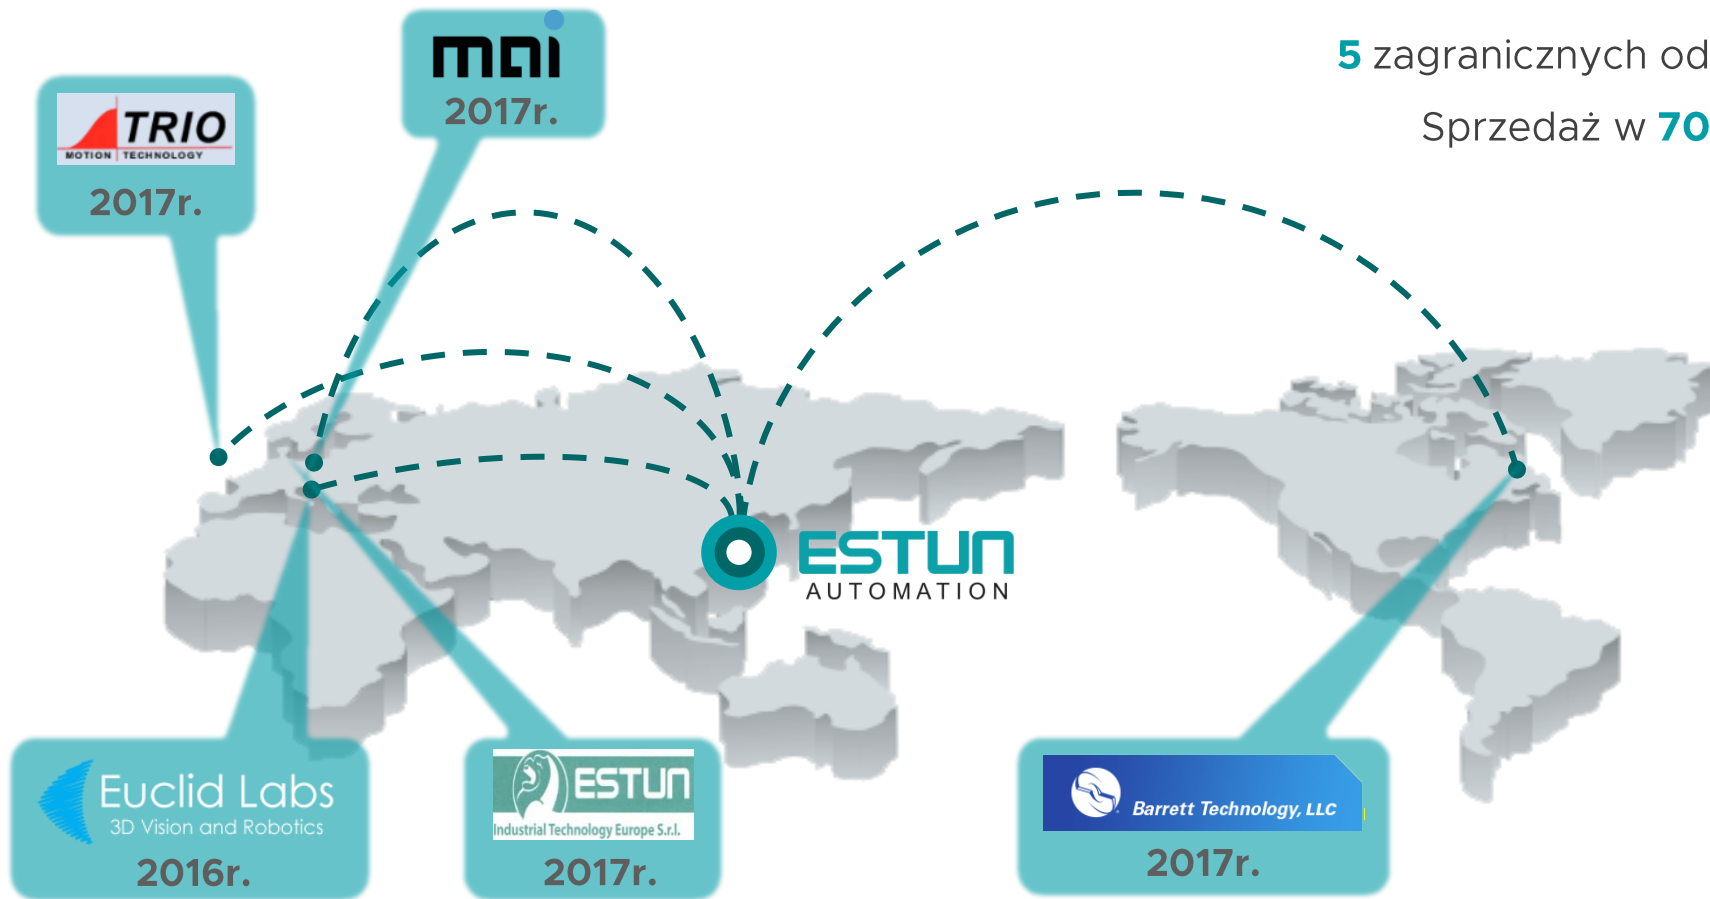 mai
2017r.
5 zagranicznych od
Sprzedaż w 70
TRIO
MOTION TECHNOLOGY
2017r.
ESTUN
AUTOMATION
Euclid Labs
3D Vision and Robotics
2016r.
ESTUN
Industrial Technology Europe S.r.l.
2017r.
Barrett Technology, LLC
2017r.